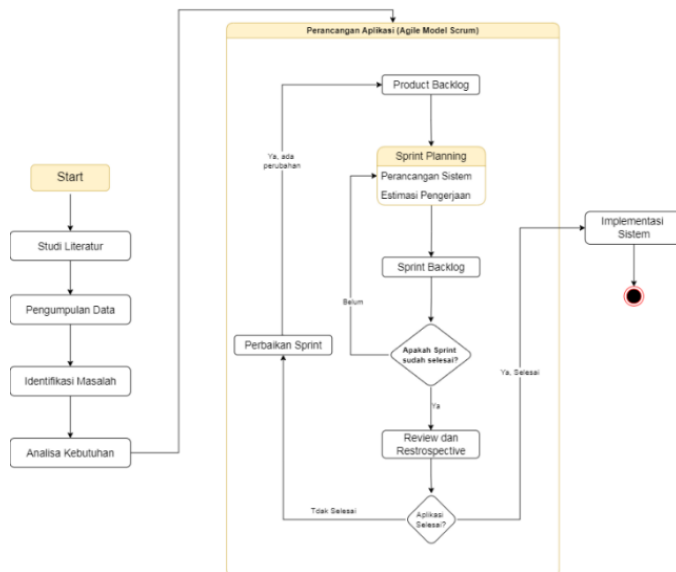 Perancangan Aplikasi (Agile Model Scrum)
Product Backlog
Ya, ada
perubahan
Sprint Planning
Perancangan Sistem
Estimasi Pengerjaan
Start
Studi Literatur
Implementasi
Sistem
Sprint Backlog
Belum
Pengumpulan Data
Perbaikan Sprint
Apakah Sprint
sudah selesai?
Identifikasi Masalah
Ya, Selesai
Ya
Analisa Kebutuhan
Review dan
Restrospective
Tdak Selesai
Aplikasi
Selesai?